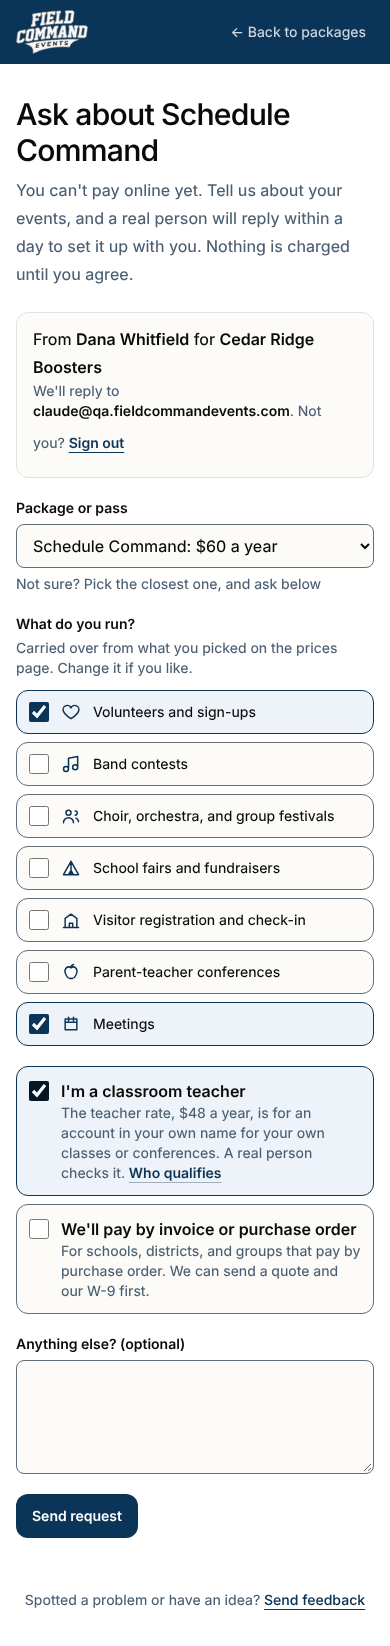 FIELD
COMMAND
EVENTS
← Back to packages
Ask about Schedule
Command
You can't pay online yet. Tell us about your
events, and a real person will reply within a
day to set it up with you. Nothing is charged
until you agree.
From Dana Whitfield for Cedar Ridge
Boosters
We'll reply to
claude@qa.fieldcommandevents.com. Not
you? Sign out
Package or pass
Schedule Command: $60 a year
Not sure? Pick the closest one, and ask below
What do you run?
Carried over from what you picked on the prices
page. Change it if you like.
Volunteers and sign-ups
Band contests
Choir, orchestra, and group festivals
School fairs and fundraisers
Visitor registration and check-in
Parent-teacher conferences
Meetings
I'm a classroom teacher
The teacher rate, $48 a year, is for an
account in your own name for your own
classes or conferences. A real person
checks it. Who qualifies
We'll pay by invoice or purchase order
For schools, districts, and groups that pay by
purchase order. We can send a quote and
our W-9 first.
Anything else? (optional)
Send request
Spotted a problem or have an idea? Send feedback